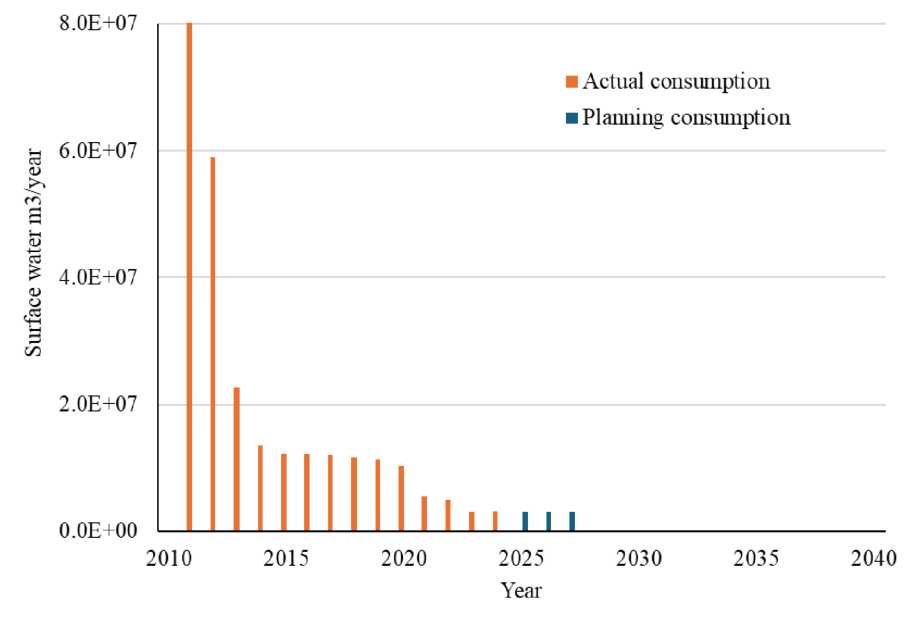 8.0E+07
Actual consumption
Planning consumption
6.0E+07
4.0E+07
2.0E+07
0.0E+00
Surface water m3/year
2010 2015 2020 2025 2030 2035 2040
Year